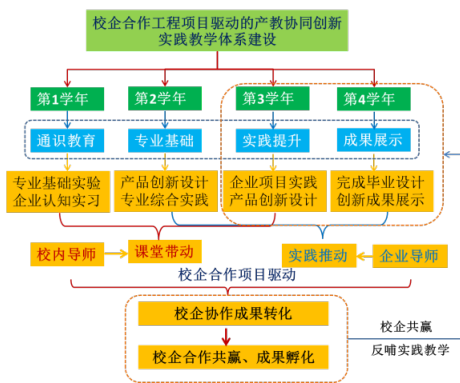 校企合作工程项目驱动的产教协同创新
实践教学体系建设
第1学年
第2学年
第3学年
第4学年
通识教育
专业基础
实践提升
成果展示
专业基础实验
企业认知实习
产品创新设计
专业综合实践
企业项目实践
产品创新设计
完成毕业设计
创新成果展示
校内导师
课堂带动
实践推动
企业导师
校企合作项目驱动
校企协作成果转化
校企合作共赢、成果孵化
校企共赢
反哺实践教学